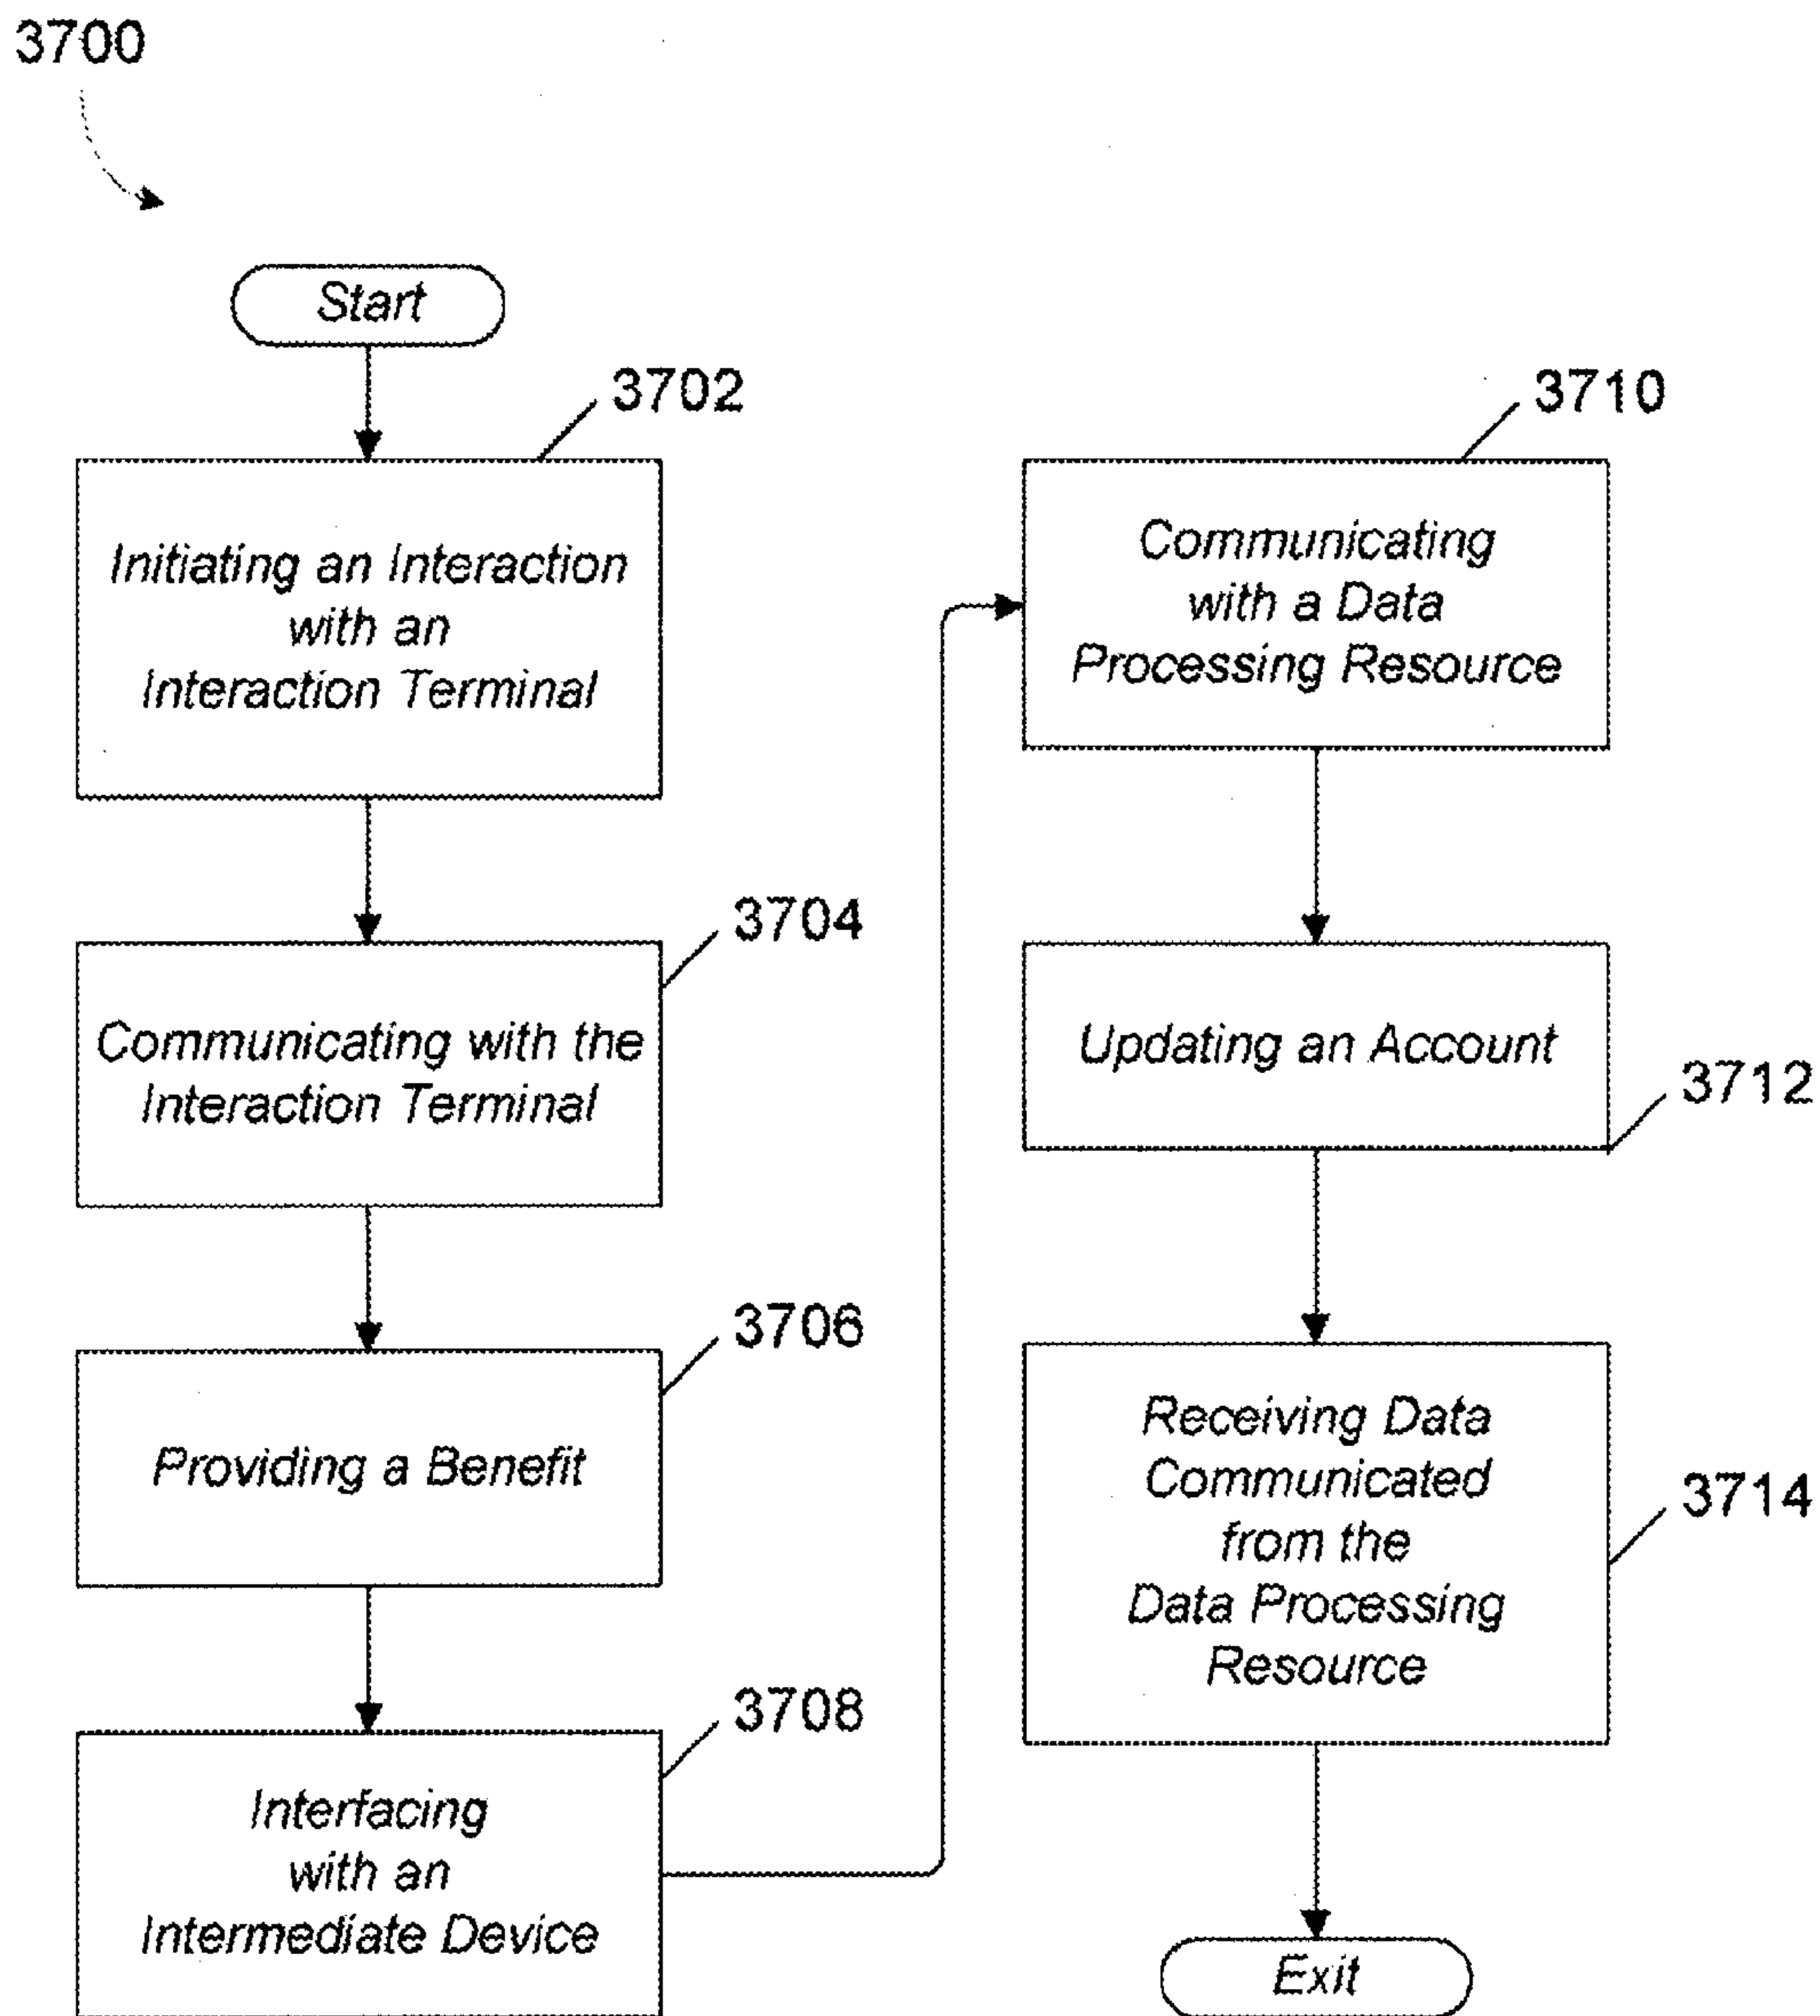 3700
Start
3702
Initiating an Interaction
with an
Interaction Terminal
3704
Communicating with the
Interaction Terminal
3706
Providing a Benefit
3708
Interfacing
with an
Intermediate Device
3710
Communicating
with a Data
Processing Resource
Updating an Account
3712
Receiving Data
Communicated
from the
Data Processing
Resource
3714
Exit